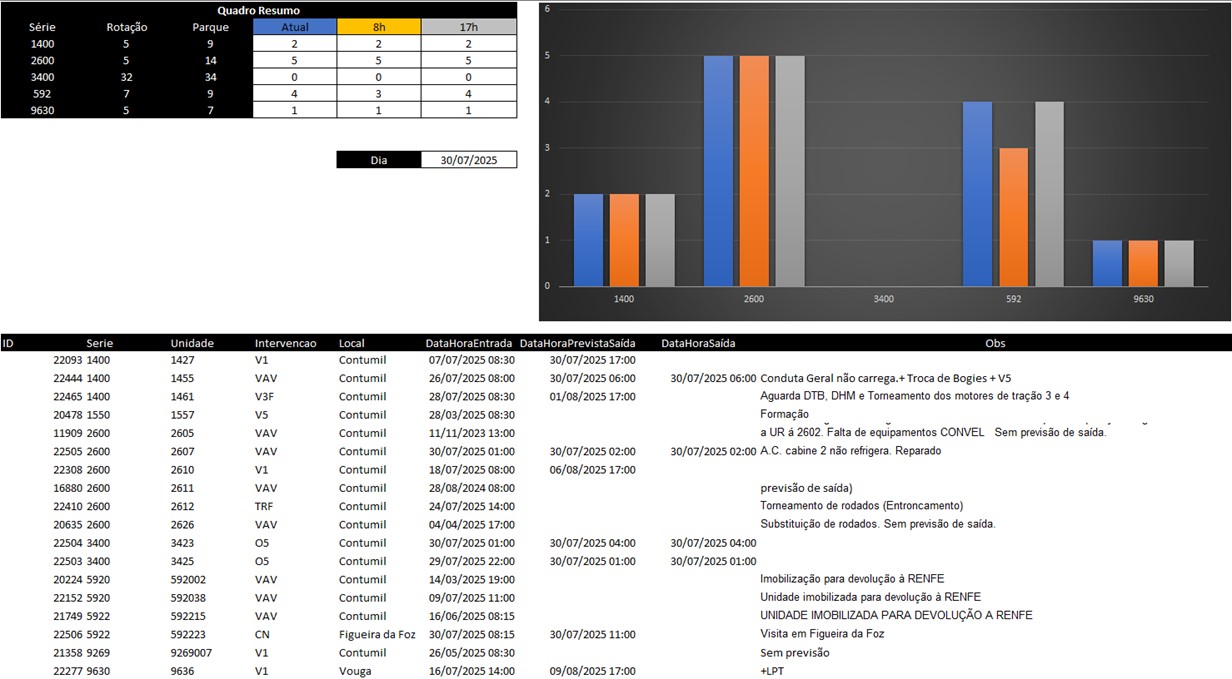 Quadro Resumo
Série Rotação Parque Atual 8h 17h
1400 5 9 2 2 2
2600 5 14 5 5 5
3400 32 34 0 0 0
592 7 9 4 3 4
9630 5 7 1 1 1
Dia 30/07/2025
6
5
4
3
2
1
0
1400 2600 3400 592 9630
ID Serie Unidade Intervencao Local DataHoraEntrada DataHoraPrevistaSaída DataHoraSaída Obs
22093 1400 1427 V1 Contumil 07/07/2025 08:30 30/07/2025 17:00
22444 1400 1455 VAV Contumil 26/07/2025 08:00 30/07/2025 06:00 30/07/2025 06:00 Conduta Geral não carrega.+ Troca de Bogies + V5
22465 1400 1461 V3F Contumil 28/07/2025 08:30 01/08/2025 17:00 Aguarda DTB, DHM e Torneamento dos motores de tração 3 e 4
20478 1550 1557 V5 Contumil 28/03/2025 08:30 Formação
11909 2600 2605 VAV Contumil 11/11/2023 13:00 a UR á 2602. Falta de equipamentos CONVEL Sem previsão de saída.
22505 2600 2607 VAV Contumil 30/07/2025 01:00 30/07/2025 02:00 30/07/2025 02:00 A.C. cabine 2 não refrigera. Reparado
22308 2600 2610 V1 Contumil 18/07/2025 08:00 06/08/2025 17:00
16880 2600 2611 VAV Contumil 28/08/2024 08:00 previsão de saída)
22410 2600 2612 TRF Contumil 24/07/2025 14:00 Torneamento de rodados (Entroncamento)
20635 2600 2626 VAV Contumil 04/04/2025 17:00 Substituição de rodados. Sem previsão de saída.
22504 3400 3423 O5 Contumil 30/07/2025 01:00 30/07/2025 04:00 30/07/2025 04:00
22503 3400 3425 O5 Contumil 29/07/2025 22:00 30/07/2025 01:00 30/07/2025 01:00
20224 5920 592002 VAV Contumil 14/03/2025 19:00 Imobilização para devolução à RENFE
22152 5920 592038 VAV Contumil 09/07/2025 11:00 Unidade imobilizada para devolução à RENFE
21749 5922 592215 VAV Contumil 16/06/2025 08:15 UNIDADE IMOBILIZADA PARA DEVOLUÇÃO A RENFE
22506 5922 592223 CN Figueira da Foz 30/07/2025 08:15 30/07/2025 11:00 Visita em Figueira da Foz
21358 9269 9269007 V1 Contumil 26/05/2025 08:30 Sem previsão
22277 9630 9636 V1 Vouga 16/07/2025 14:00 09/08/2025 17:00 +LPT